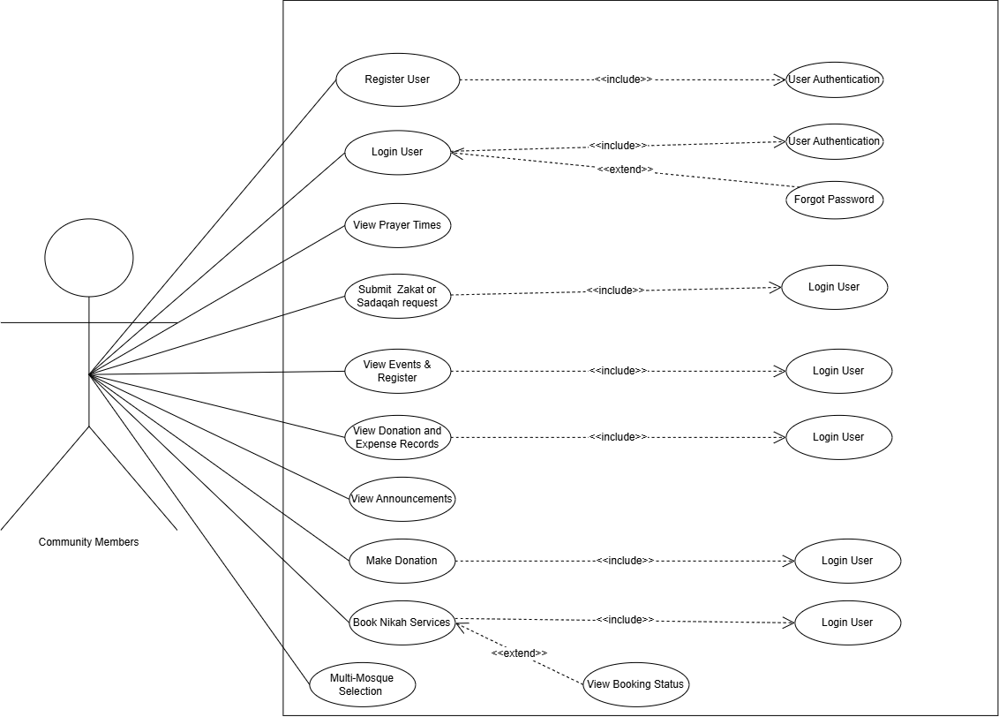 Register User
<<include>>
User Authentication
Login User
<<include>>
User Authentication
<<extend>>
Forgot Password
View Prayer Times
Submit Zakat or
Sadaqah request
<<include>>
Login User
View Events &
Register
<<include>>
Login User
View Donation and
Expense Records
<<include>>
Login User
View Announcements
Community Members
Make Donation
<<include>>
Login User
Book Nikah Services
<<include>>
Login User
<<extend>>
Multi-Mosque
Selection
View Booking Status